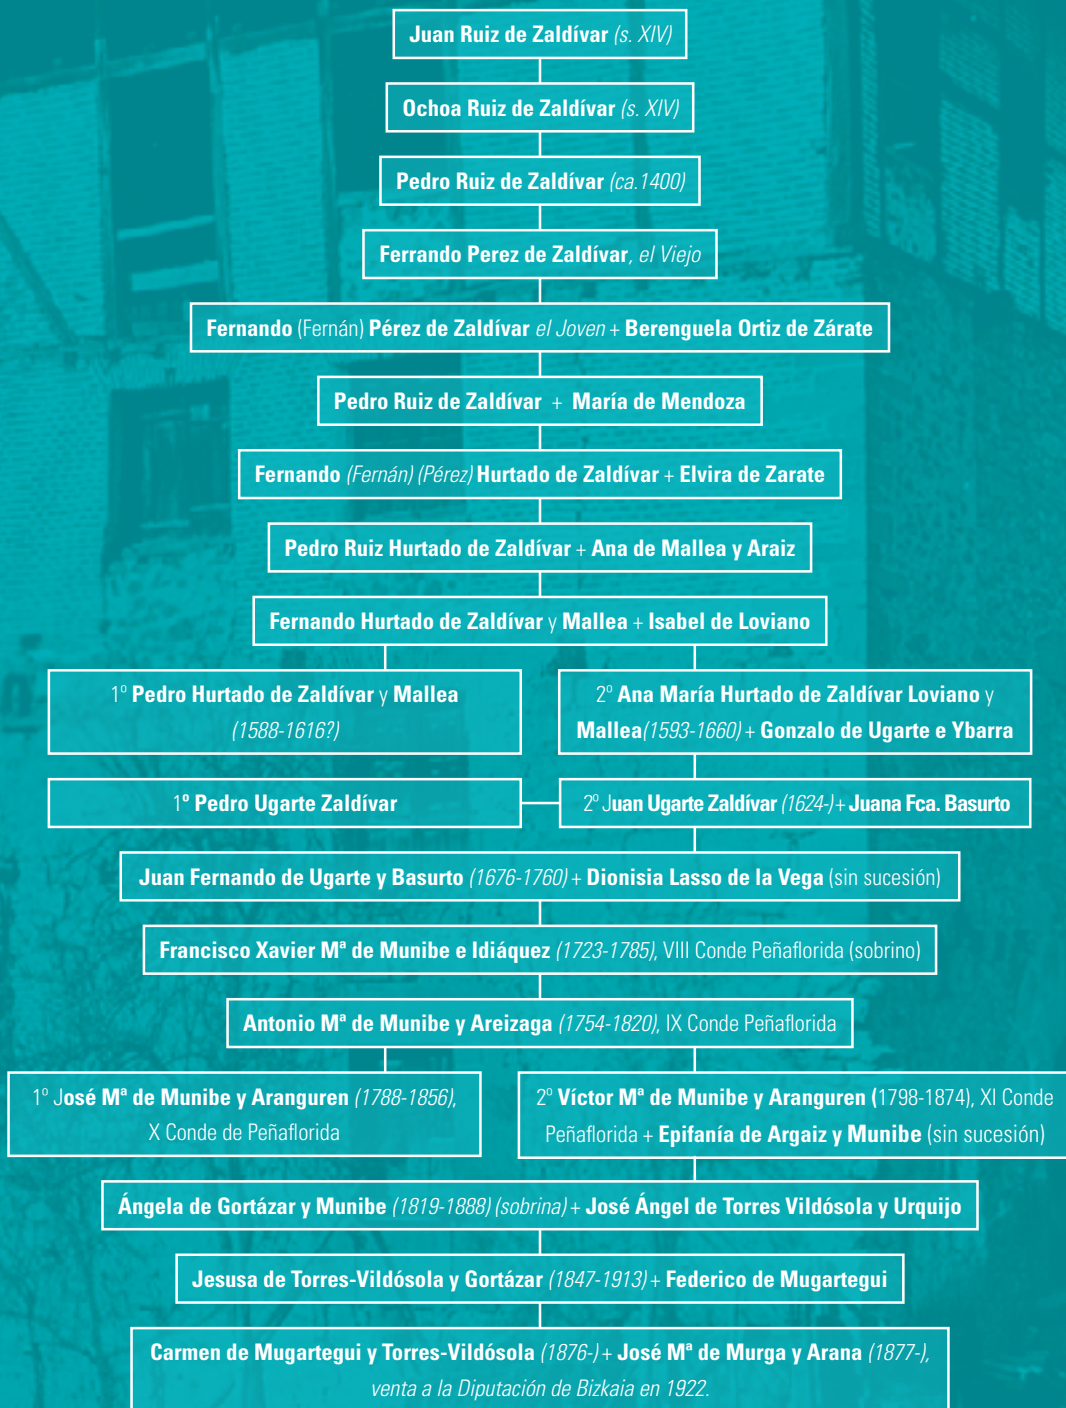 Juan Ruiz de Zaldívar (s. XIV)
Ochoa Ruiz de Zaldívar (s. XIV)
Pedro Ruiz de Zaldívar (ca.1400)
Ferrando Perez de Zaldívar, el Viejo
Fernando (Fernán) Pérez de Zaldívar el Joven + Berenguela Ortiz de Zárate
Pedro Ruiz de Zaldívar + María de Mendoza
Fernando (Fernán) (Pérez) Hurtado de Zaldívar + Elvira de Zarate
Pedro Ruiz Hurtado de Zaldívar + Ana de Mallea y Araiz
Fernando Hurtado de Zaldívar y Mallea + Isabel de Loviano
1º Pedro Hurtado de Zaldívar y Mallea
(1588-1616?)
2º Ana María Hurtado de Zaldívar Loviano y
Mallea(1593-1660) + Gonzalo de Ugarte e Ybarra
1º Pedro Ugarte Zaldívar
2º Juan Ugarte Zaldívar (1624-) + Juana Fca. Basurto
Juan Fernando de Ugarte y Basurto (1676-1760) + Dionisia Lasso de la Vega (sin sucesión)
Francisco Xavier Mª de Munibe e Idiáquez (1723-1785), VIII Conde Peñaflorida (sobrino)
Antonio Mª de Munibe y Areizaga (1754-1820), IX Conde Peñaflorida
1º José Mª de Munibe y Aranguren (1788-1856),
X Conde de Peñaflorida
2º Víctor Mª de Munibe y Aranguren (1798-1874), XI Conde
Peñaflorida + Epifanía de Argaiz y Munibe (sin sucesión)
Ángela de Gortázar y Munibe (1819-1888) (sobrina) + José Ángel de Torres Vildósola y Urquijo
Jesusa de Torres-Vildósola y Gortázar (1847-1913) + Federico de Mugartegui
Carmen de Mugartegui y Torres-Vildósola (1876-) + José Mª de Murga y Arana (1877-),
venta a la Diputación de Bizkaia en 1922.